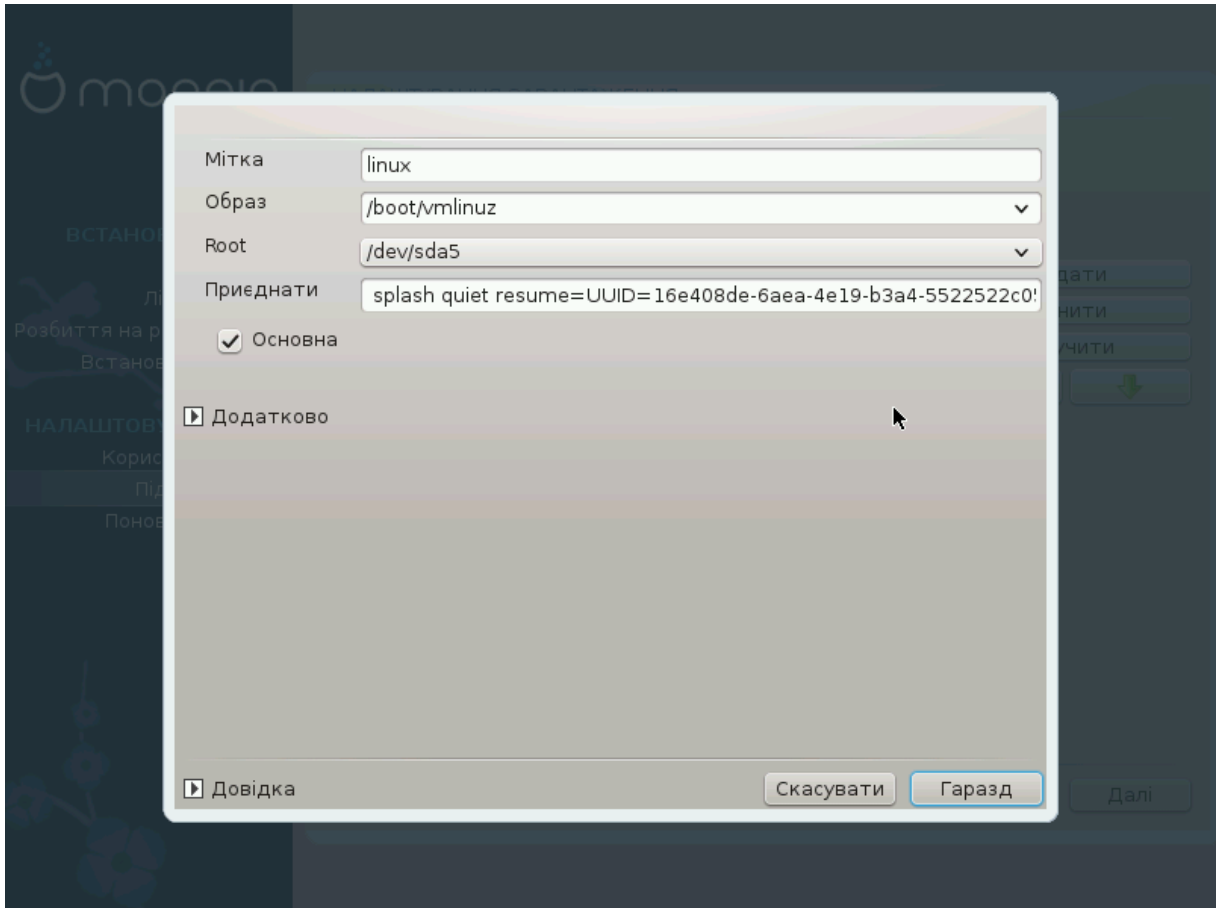 Мітка
linux
Образ
/boot/vmlinuz
Root
/dev/sda5
Приєднати
splash quiet resume=UUID=16e408de-6aea-4e19-b3a4-5522522c05
Основна
Додатково
Довідка
Скасувати
Гаразд
Далі